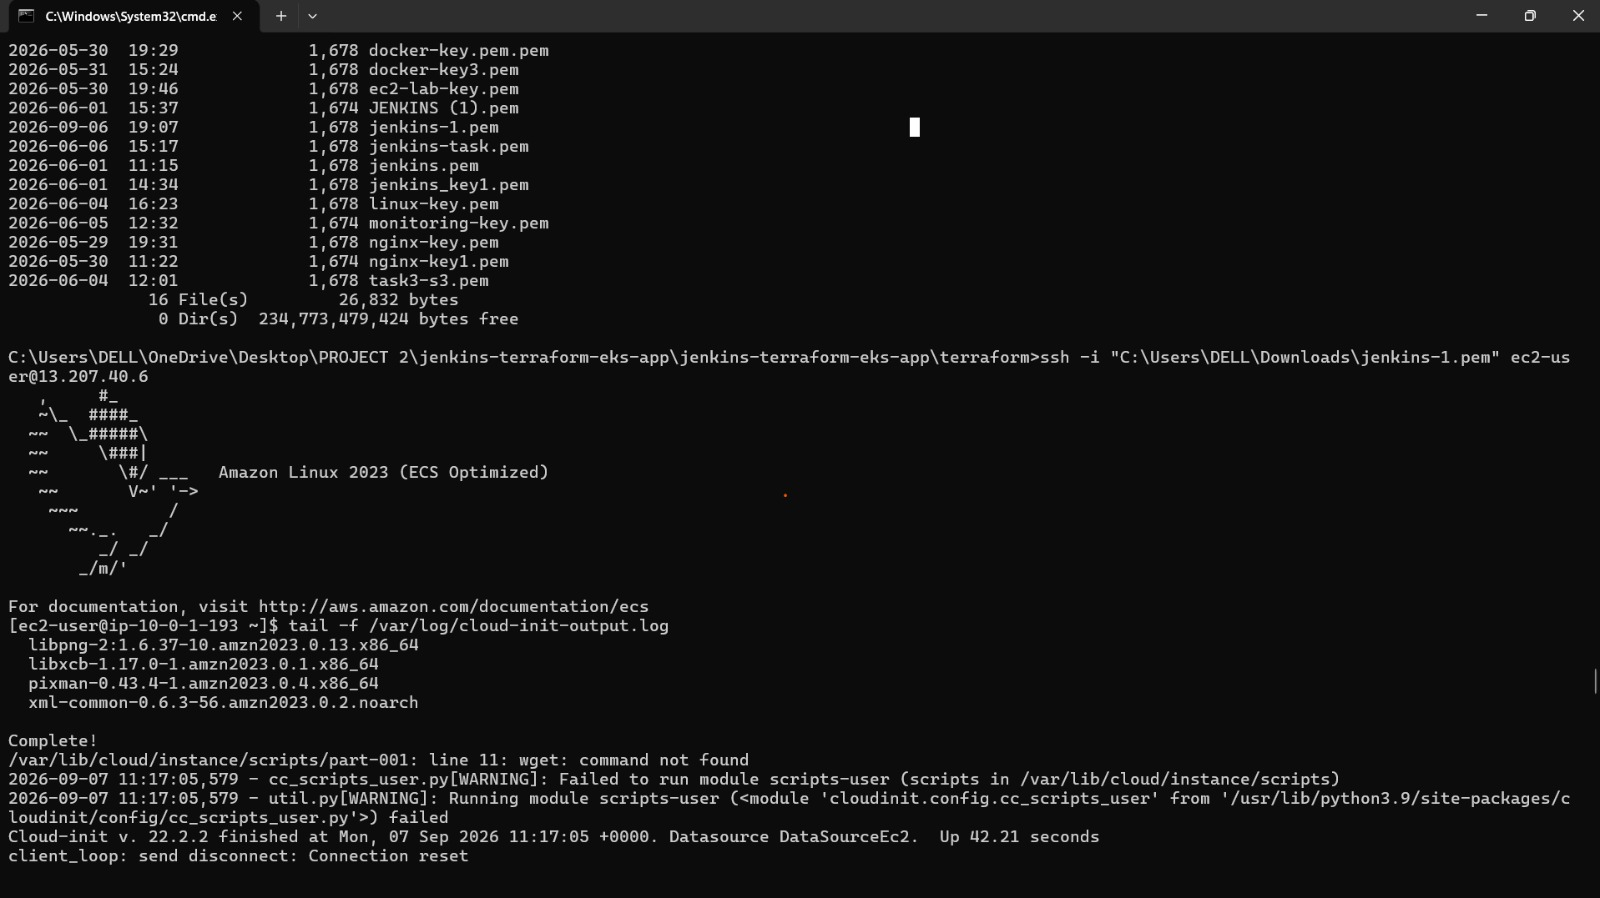 C:\Windows\System32\cmd.e
2026-05-30  19:29             1,678 docker-key.pem.pem
2026-05-31  15:24             1,678 docker-key3.pem
2026-05-30  19:46             1,678 ec2-lab-key.pem
2026-06-01  15:37             1,674 JENKINS (1).pem
2026-09-06  19:07             1,678 jenkins-1.pem
2026-06-06  15:17             1,678 jenkins-task.pem
2026-06-01  11:15             1,678 jenkins.pem
2026-06-01  14:34             1,678 jenkins_key1.pem
2026-06-04  16:23             1,678 linux-key.pem
2026-06-05  12:32             1,674 monitoring-key.pem
2026-05-29  19:31             1,678 nginx-key.pem
2026-05-30  11:22             1,674 nginx-key1.pem
2026-06-04  12:01             1,678 task3-s3.pem
              16 File(s)         26,832 bytes
               0 Dir(s)  234,773,479,424 bytes free
C:\Users\DELL\OneDrive\Desktop\PROJECT 2\jenkins-terraform-eks-app\jenkins-terraform-eks-app\terraform>ssh -i "C:\Users\DELL\Downloads\jenkins-1.pem" ec2-us
er@13.207.40.6
   ,     #_
   ~\_  ####_
  ~~  \_#####\
  ~~     \###|
  ~~       \#/ ___   Amazon Linux 2023 (ECS Optimized)
   ~~       V~' '->
    ~~~         /
      ~~._.   _/
         _/ _/
       _/m/'
For documentation, visit http://aws.amazon.com/documentation/ecs
[ec2-user@ip-10-0-1-193 ~]$ tail -f /var/log/cloud-init-output.log
  libpng-2:1.6.37-10.amzn2023.0.13.x86_64
  libxcb-1.17.0-1.amzn2023.0.1.x86_64
  pixman-0.43.4-1.amzn2023.0.4.x86_64
  xml-common-0.6.3-56.amzn2023.0.2.noarch
Complete!
/var/lib/cloud/instance/scripts/part-001: line 11: wget: command not found
2026-09-07 11:17:05,579 - cc_scripts_user.py[WARNING]: Failed to run module scripts-user (scripts in /var/lib/cloud/instance/scripts)
2026-09-07 11:17:05,579 - util.py[WARNING]: Running module scripts-user (<module 'cloudinit.config.cc_scripts_user' from '/usr/lib/python3.9/site-packages/c
loudinit/config/cc_scripts_user.py'>) failed
Cloud-init v. 22.2.2 finished at Mon, 07 Sep 2026 11:17:05 +0000. Datasource DataSourceEc2.  Up 42.21 seconds
client_loop: send disconnect: Connection reset